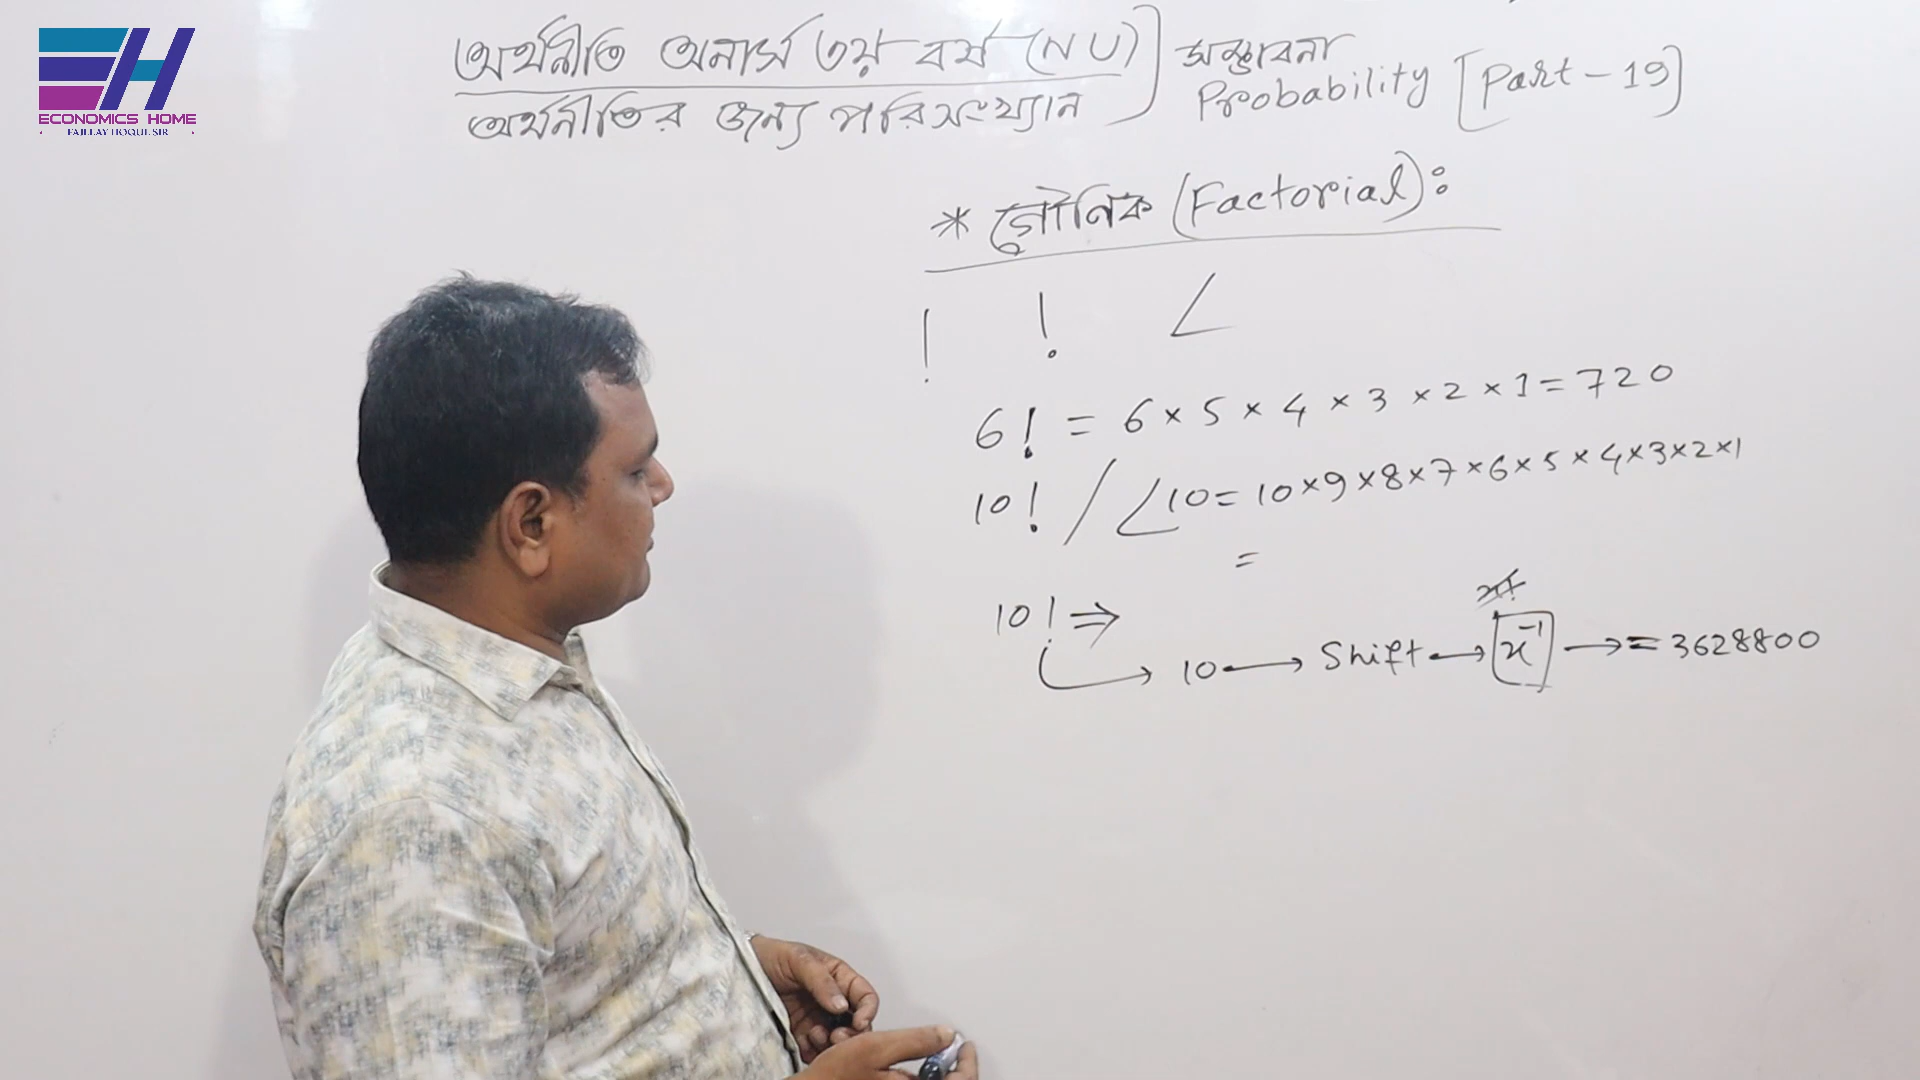 EH
ECONOMICS HOME
FAJLLAY HOQUE SIR
অর্থনীতি অনার্স ৩য় বর্ষ (NU)
অর্থনীতির জন্য পরিসংখ্যান
সম্ভাবনা
Probability [Part-19]
* গৌণিক (Factorial):
! ! ∠
6! = 6 × 5 × 4 × 3 × 2 × 1 = 720
10! / ∠10 = 10×9×8×7×6×5×4×3×2×1
=
x!
10! ⇒
10 → Shift → x⁻¹ → = 3628800